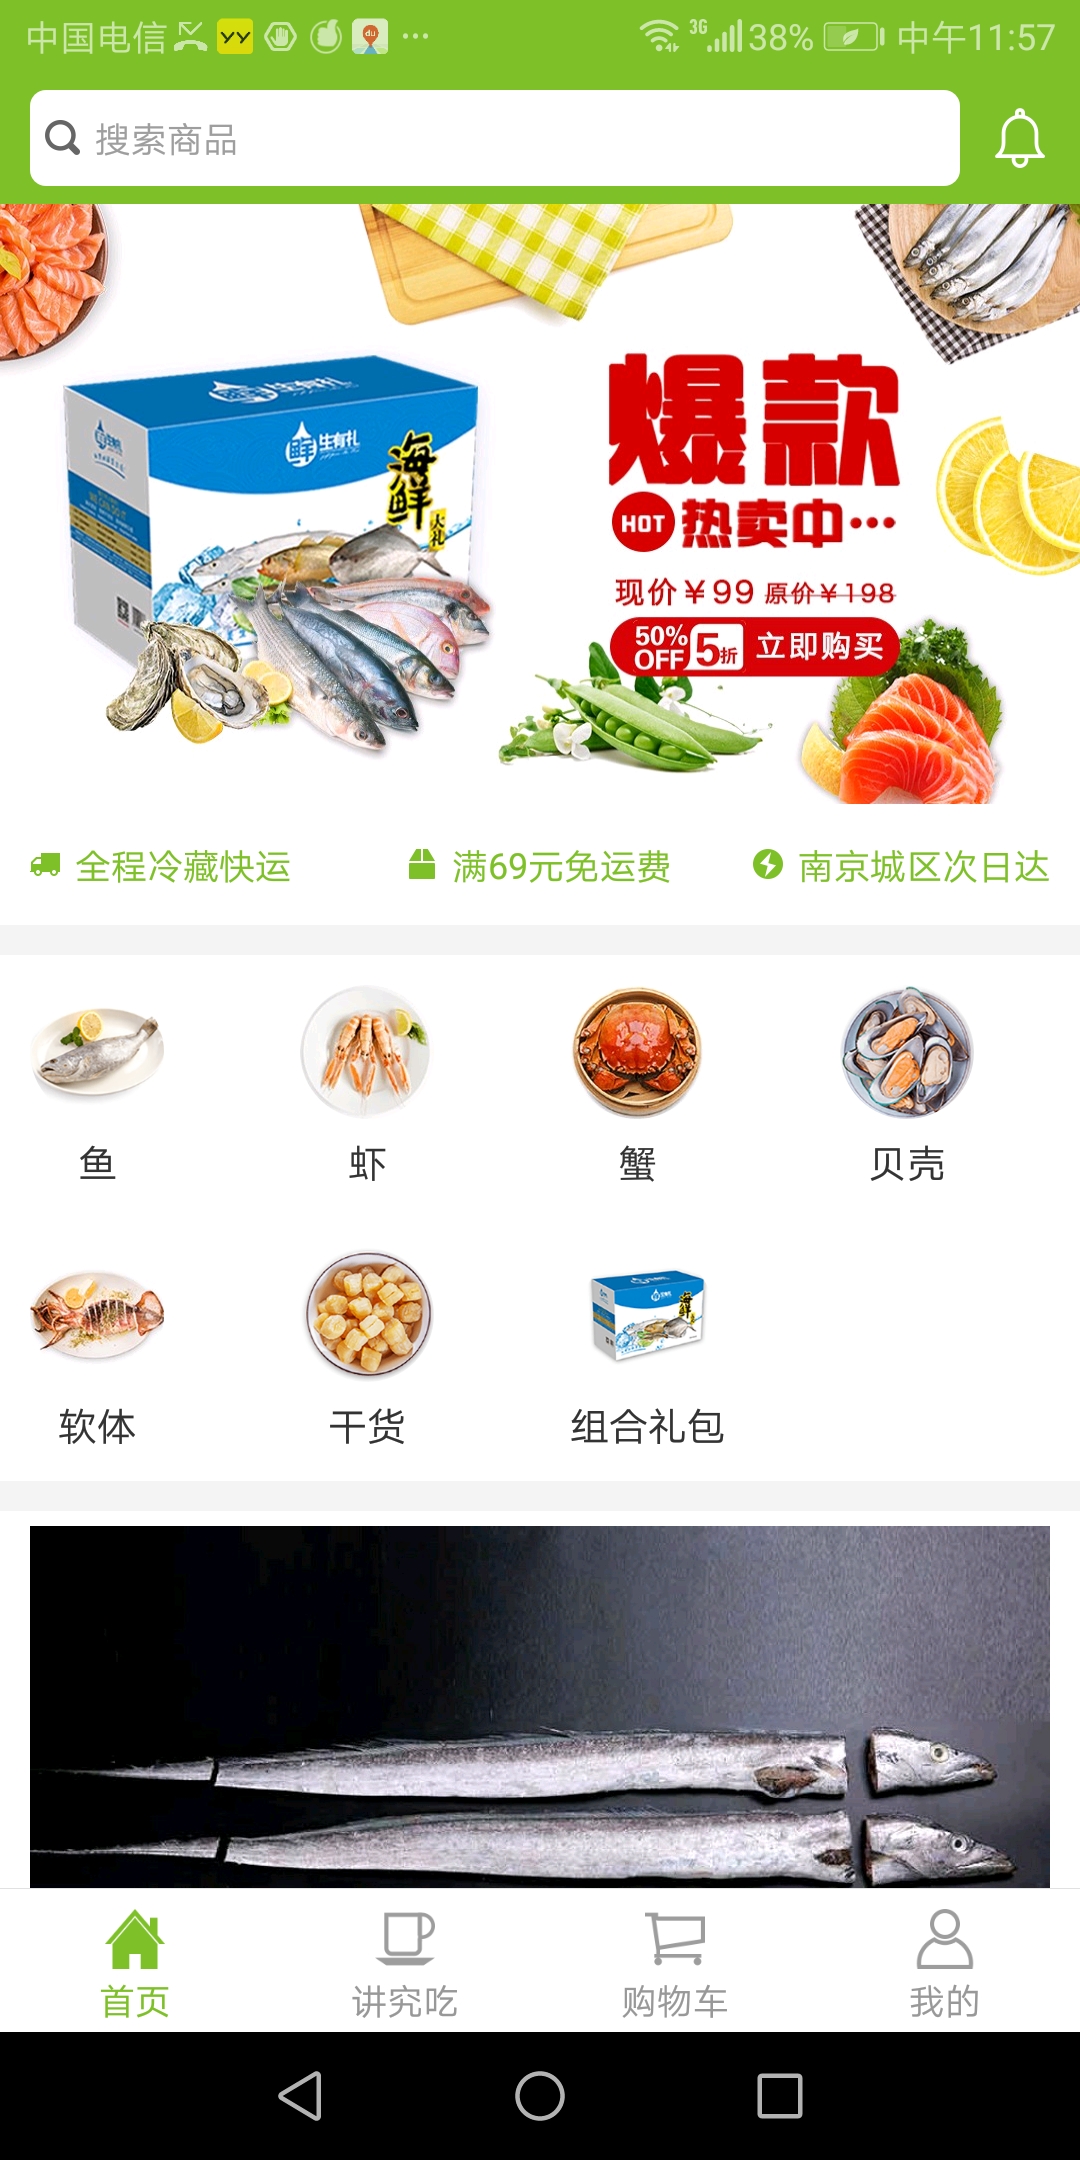 中国电信
3G 38% 中午11:57
搜索商品
生有礼
鲜生有礼
海鲜
大礼
爆款
HOT 热卖中···
现价¥99 原价¥198
50% OFF 5折 立即购买
全程冷藏快运
满69元免运费
南京城区次日达
鱼
虾
蟹
贝壳
软体
干货
组合礼包
首页
讲究吃
购物车
我的